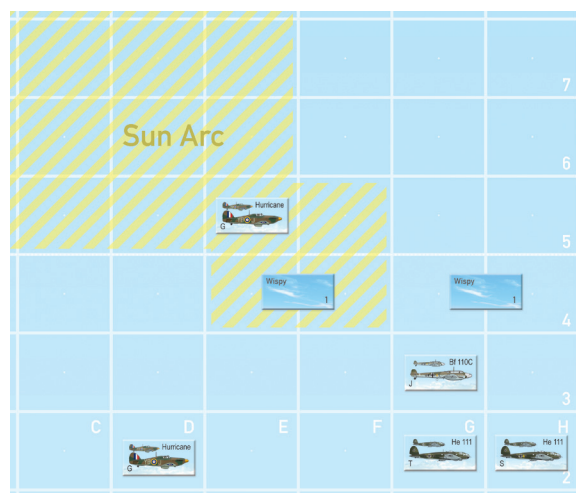 7
Sun Arc
6
Hurricane
G
5
Wispy
1
Wispy
1
4
Bf 110C
J
3
C D E F G H
Hurricane
G
He 111
T
He 111
S
2